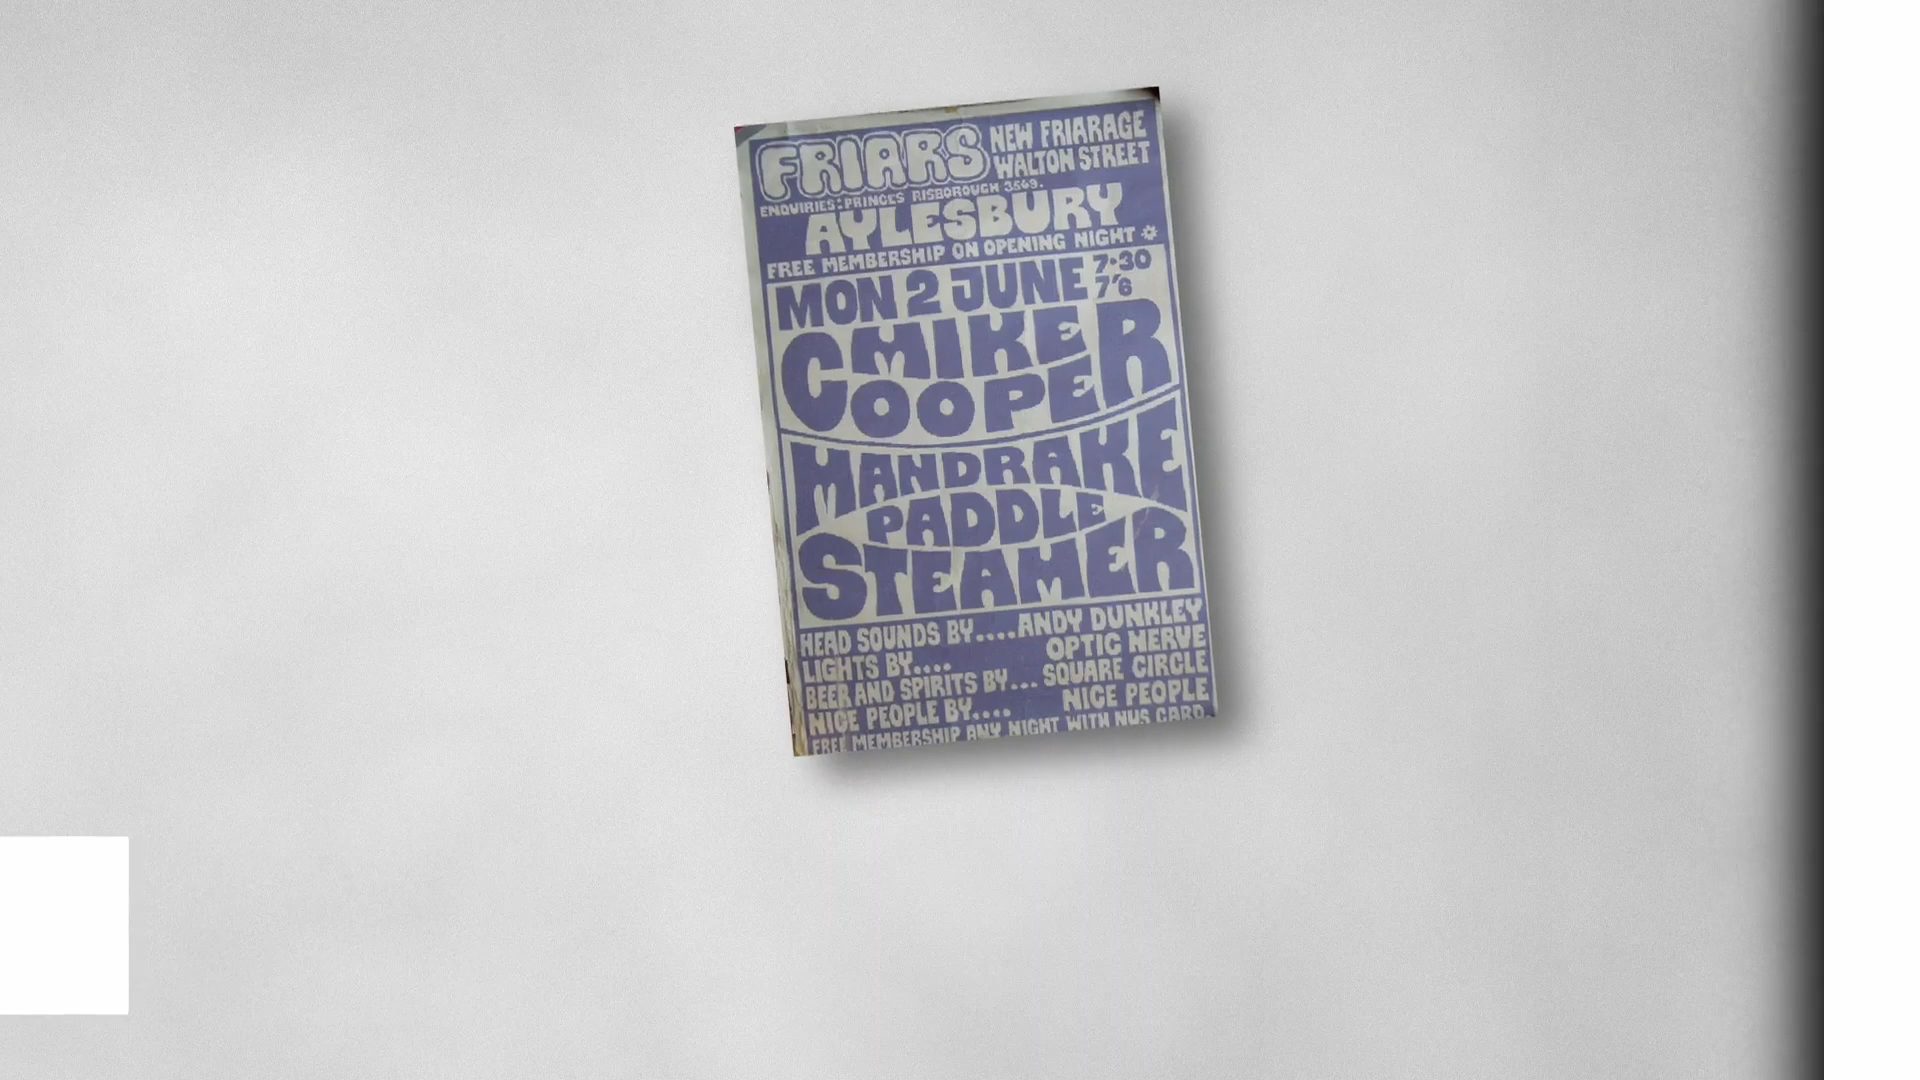 FRIARS NEW FRIARAGE
WALTON STREET
ENQUIRIES: PRINCES RISBOROUGH 3569.
AYLESBURY
FREE MEMBERSHIP ON OPENING NIGHT
MON 2 JUNE 7·30
7'6
MIKE
COOPER
MANDRAKE
PADDLE
STEAMER
HEAD SOUNDS BY....ANDY DUNKLEY
LIGHTS BY.... OPTIC NERVE
BEER AND SPIRITS BY... SQUARE CIRCLE
NICE PEOPLE BY.... NICE PEOPLE
FREE MEMBERSHIP ANY NIGHT WITH NUS CARD.